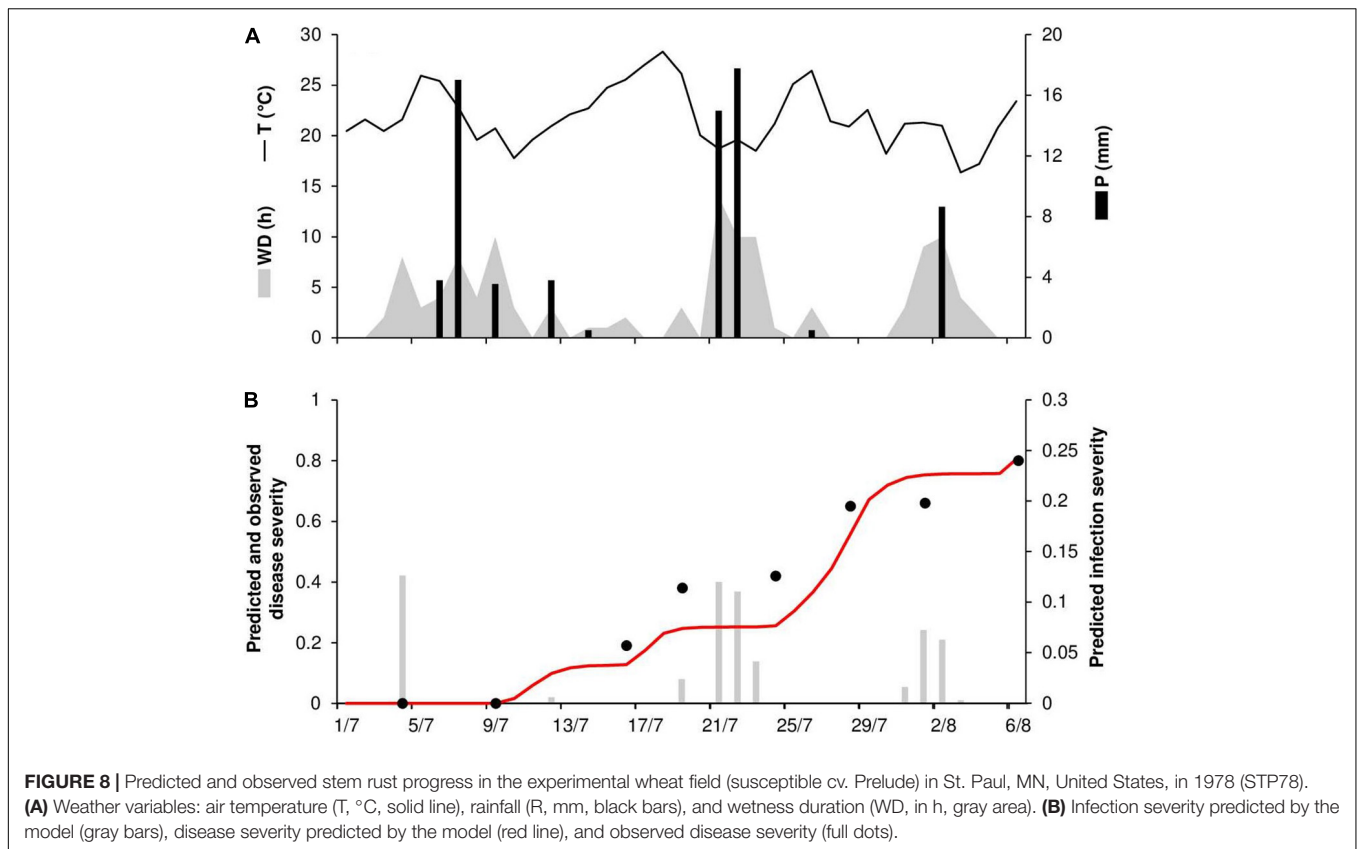 A
30
25
20
15
10
5
0
— T (°C)
WD (h)
20
16
12
8
4
0
P (mm)
B
1
0.8
0.6
0.4
0.2
0
Predicted and observed
disease severity
0.3
0.25
0.2
0.15
0.1
0.05
0
Predicted infection severity
1/7 5/7 9/7 13/7 17/7 21/7 25/7 29/7 2/8 6/8
FIGURE 8 | Predicted and observed stem rust progress in the experimental wheat field (susceptible cv. Prelude) in St. Paul, MN, United States, in 1978 (STP78).
(A) Weather variables: air temperature (T, °C, solid line), rainfall (R, mm, black bars), and wetness duration (WD, in h, gray area). (B) Infection severity predicted by the
model (gray bars), disease severity predicted by the model (red line), and observed disease severity (full dots).